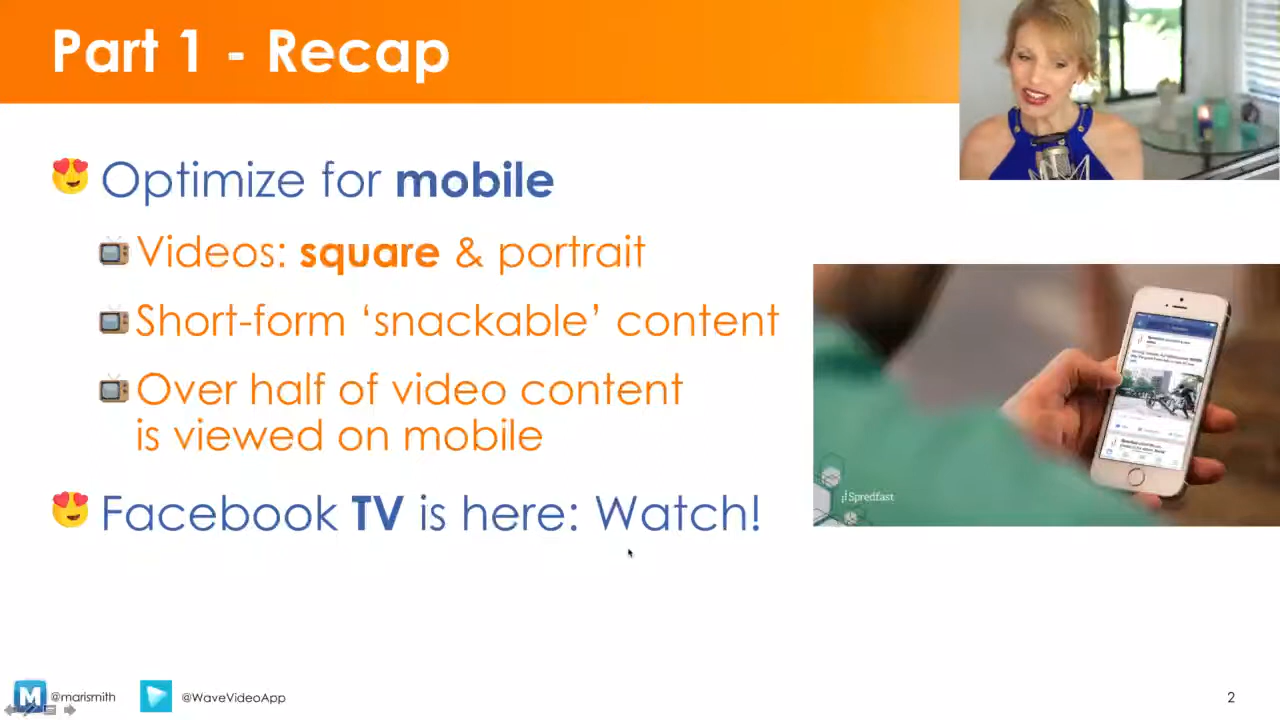 Part 1 - Recap
Optimize for mobile
Videos: square & portrait
Short-form ‘snackable’ content
Over half of video content
is viewed on mobile
Facebook TV is here: Watch!
Spredfast
M @marismith
@WaveVideoApp
2